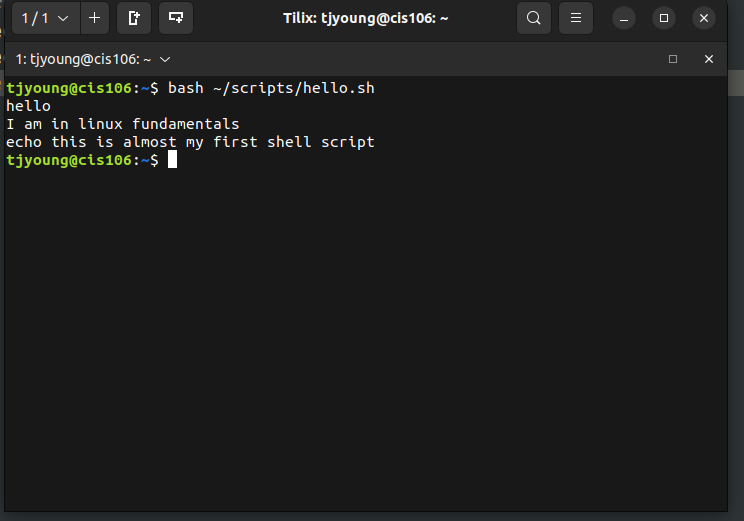 1 / 1 Tilix: tjyoung@cis106: ~
1: tjyoung@cis106: ~
tjyoung@cis106:~$ bash ~/scripts/hello.sh
hello
I am in linux fundamentals
echo this is almost my first shell script
tjyoung@cis106:~$